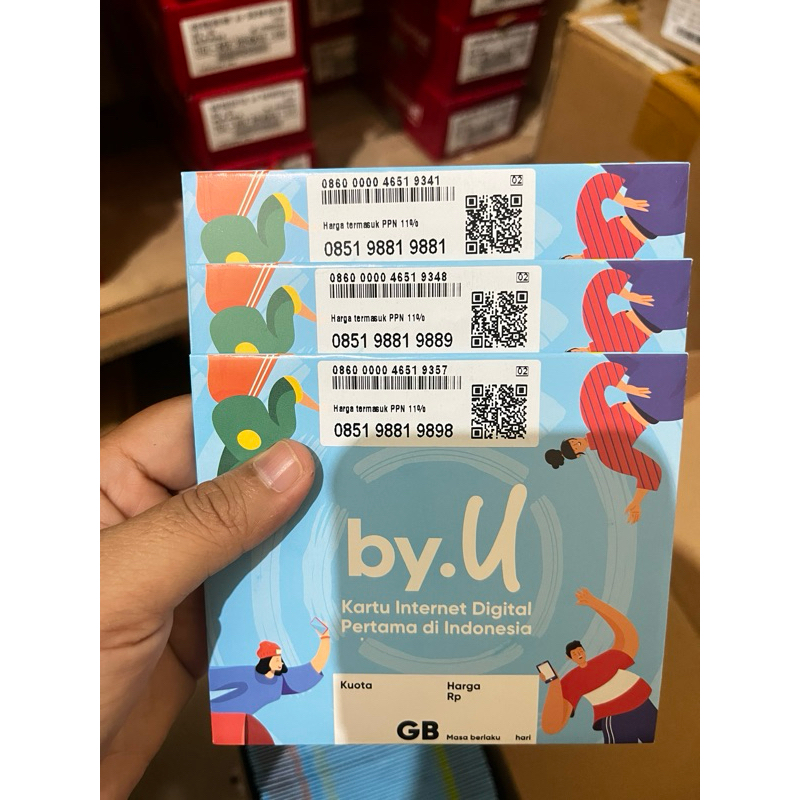 0860 0000 4651 9341
02
Harga termasuk PPN 11%
0851 9881 9881
0860 0000 4651 9348
02
Harga termasuk PPN 11%
0851 9881 9889
0860 0000 4651 9357
02
Harga termasuk PPN 11%
0851 9881 9898
by.U
Kartu Internet Digital
Pertama di Indonesia
Kuota Harga
Rp
GB Masa berlaku hari